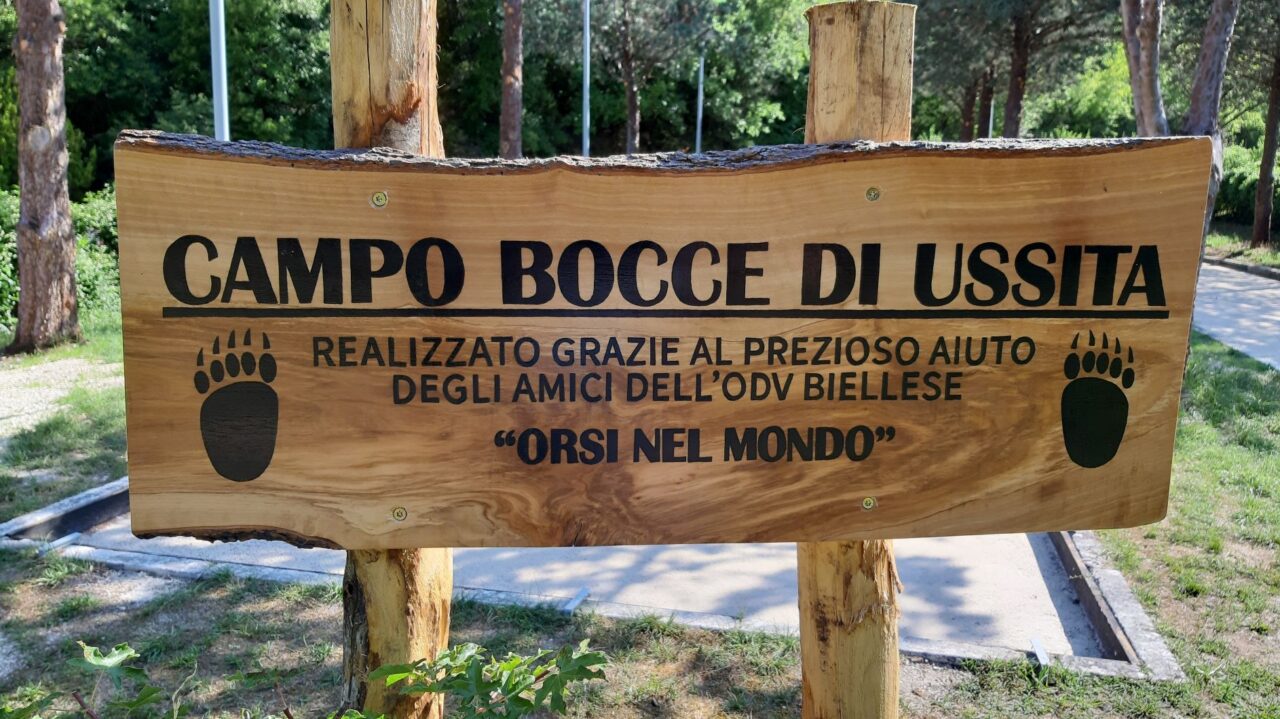 CAMPO BOCCE DI USSITA
REALIZZATO GRAZIE AL PREZIOSO AIUTO
DEGLI AMICI DELL'ODV BIELLESE
“ORSI NEL MONDO”